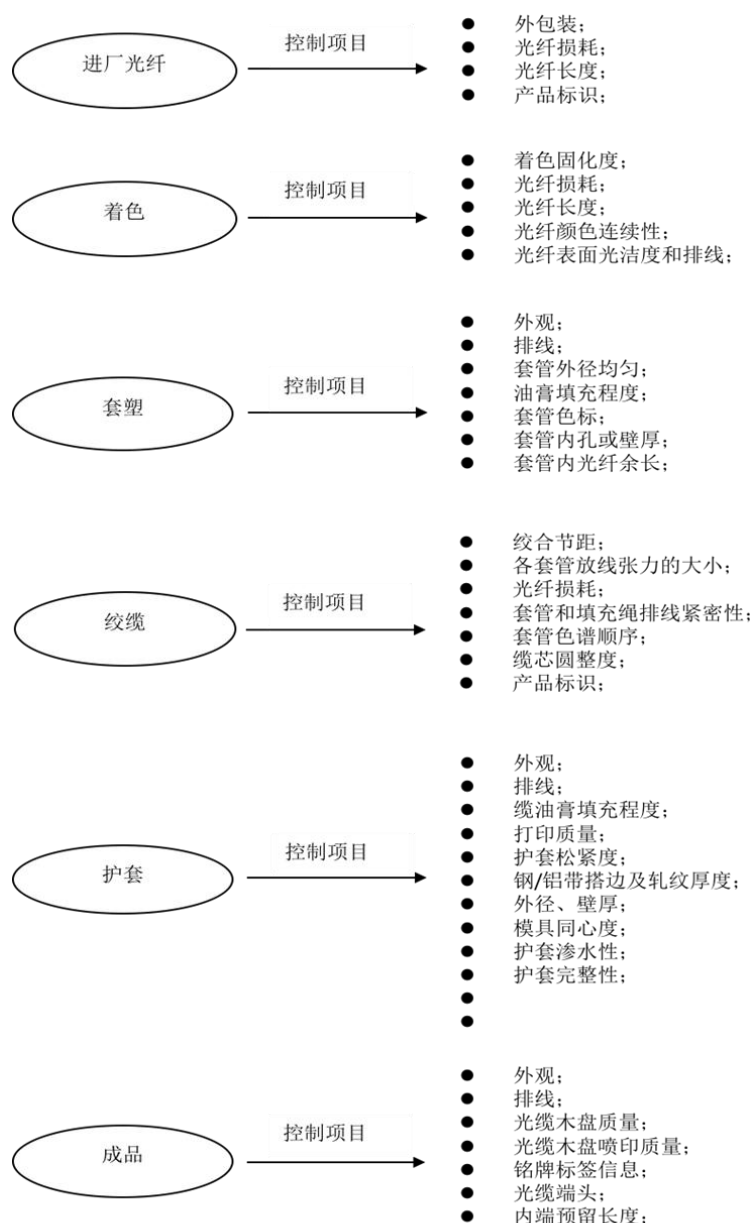 进厂光纤
控制项目
外包装;
光纤损耗;
光纤长度;
产品标识;
着色
控制项目
着色固化度;
光纤损耗;
光纤长度;
光纤颜色连续性;
光纤表面光洁度和排线;
套塑
控制项目
外观;
排线;
套管外径均匀;
油膏填充程度;
套管色标;
套管内孔或壁厚;
套管内光纤余长;
绞缆
控制项目
绞合节距;
各套管放线张力的大小;
光纤损耗;
套管和填充绳排线紧密性;
套管色谱顺序;
缆芯圆整度;
产品标识;
护套
控制项目
外观;
排线;
缆油膏填充程度;
打印质量;
护套松紧度;
钢/铝带搭边及轧纹厚度;
外径、壁厚;
模具同心度;
护套渗水性;
护套完整性;
成品
控制项目
外观;
排线;
光缆木盘质量;
光缆木盘喷印质量;
铭牌标签信息;
光缆端头;
内端预留长度;